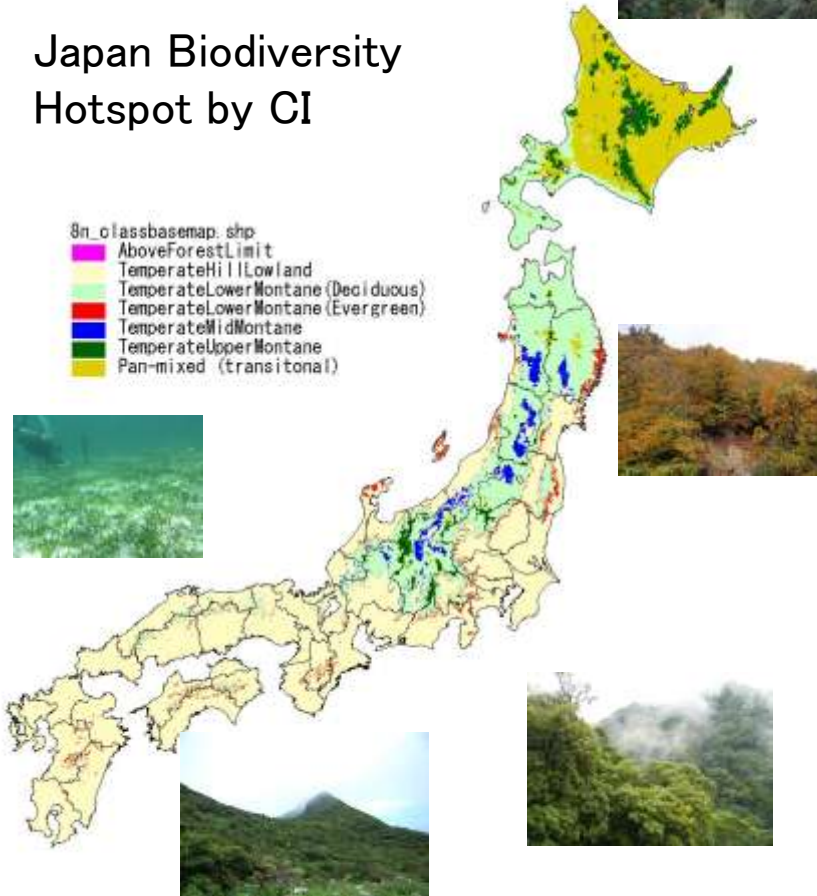 Japan Biodiversity
Hotspot by CI
8n_classbasemap.shp
AboveForestLimit
TemperateHillLowland
TemperateLowerMontane(Deciduous)
TemperateLowerMontane(Evergreen)
TemperateMidMontane
TemperateUpperMontane
Pan-mixed (transitonal)